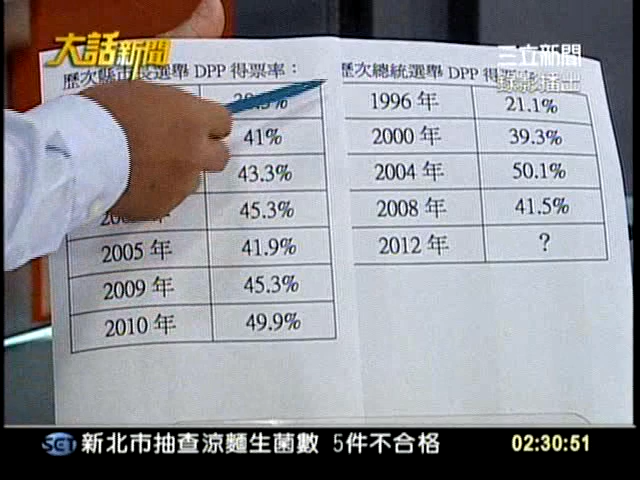 大話新聞
三立新聞
錄影播出
歷次縣市長選舉 DPP 得票率：
41%
43.3%
45.3%
2005 年 41.9%
2009 年 45.3%
2010 年 49.9%
歷次總統選舉 DPP
1996 年 21.1%
2000 年 39.3%
2004 年 50.1%
2008 年 41.5%
2012 年 ？
SET 新北市抽查涼麵生菌數 5件不合格 02:30:51